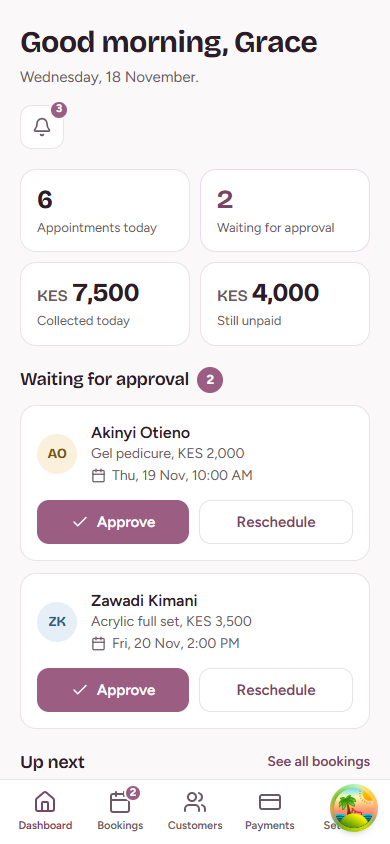 Good morning, Grace
Wednesday, 18 November.
3
6
Appointments today
2
Waiting for approval
KES 7,500
Collected today
KES 4,000
Still unpaid
Waiting for approval 2
AO
Akinyi Otieno
Gel pedicure, KES 2,000
Thu, 19 Nov, 10:00 AM
Approve
Reschedule
ZK
Zawadi Kimani
Acrylic full set, KES 3,500
Fri, 20 Nov, 2:00 PM
Approve
Reschedule
Up next
See all bookings
2
Dashboard
Bookings
Customers
Payments